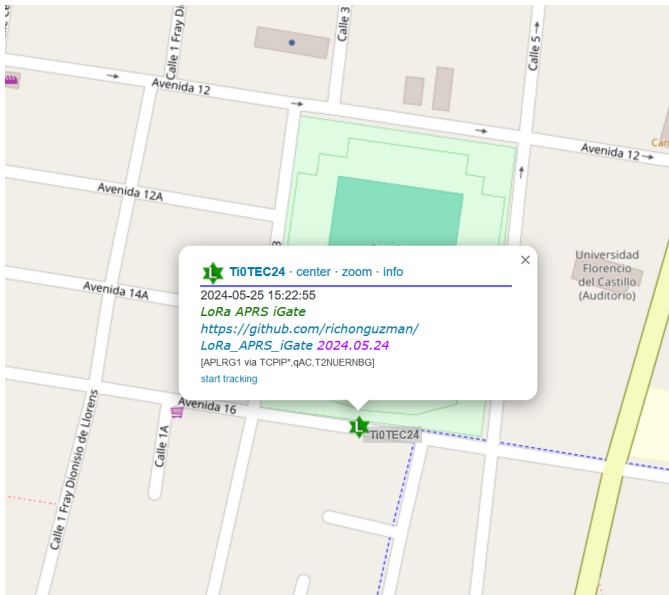 Calle 1 Fray Di
Calle 3
Calle 5
Avenida 12
Avenida 12
Avenida 12A
Universidad
Florencio
del Castillo
(Auditorio)
Ti0TEC24 · center · zoom · info
2024-05-25 15:22:55
LoRa APRS iGate
https://github.com/richonguzman/
LoRa_APRS_iGate 2024.05.24
[APLRG1 via TCPIP*,qAC,T2NUERNBG]
start tracking
Avenida 14A
Avenida 16
Ti0TEC24
Calle 1A
Calle 1 Fray Dionisio de Llorens